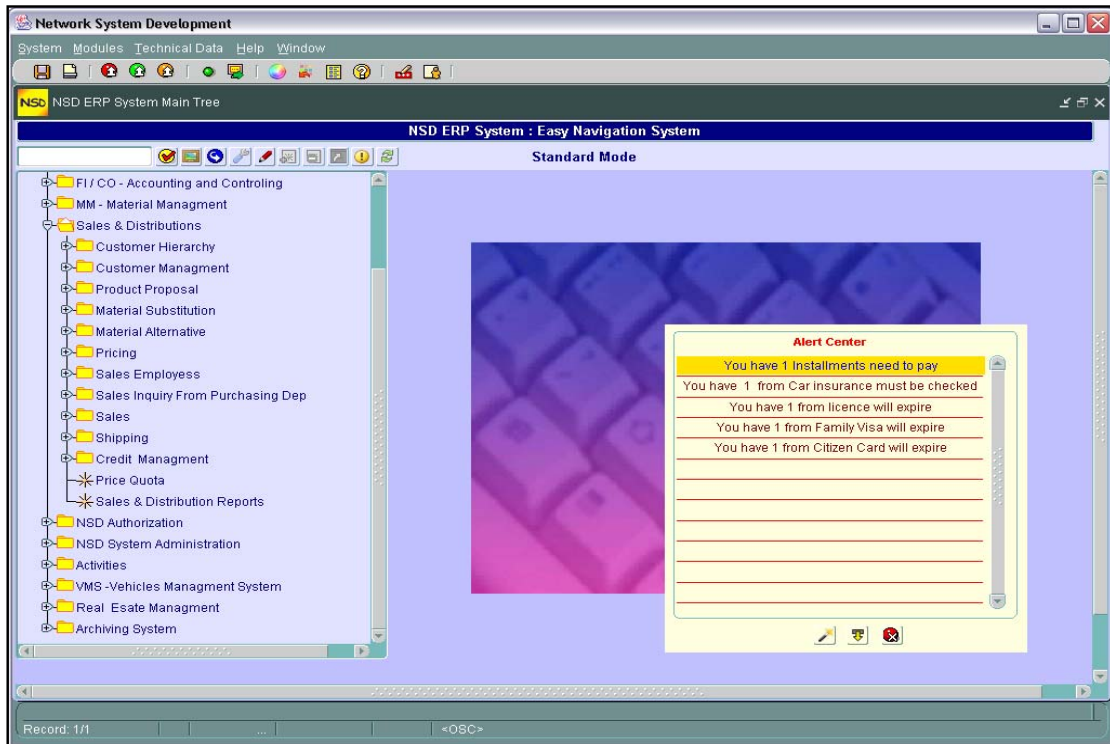 Network System Development
System Modules Technical Data Help Window
NSD NSD ERP System Main Tree
NSD ERP System : Easy Navigation System
Standard Mode
FI / CO - Accounting and Controling
MM - Material Managment
Sales & Distributions
Customer Hierarchy
Customer Managment
Product Proposal
Material Substitution
Material Alternative
Pricing
Sales Employess
Sales Inquiry From Purchasing Dep
Sales
Shipping
Credit Managment
Price Quota
Sales & Distribution Reports
NSD Authorization
NSD System Administration
Activities
VMS -Vehicles Managment System
Real Esate Managment
Archiving System
Alert Center
You have 1 Installments need to pay
You have 1 from Car insurance must be checked
You have 1 from licence will expire
You have 1 from Family Visa will expire
You have 1 from Citizen Card will expire
Record: 1/1 ... <OSC>